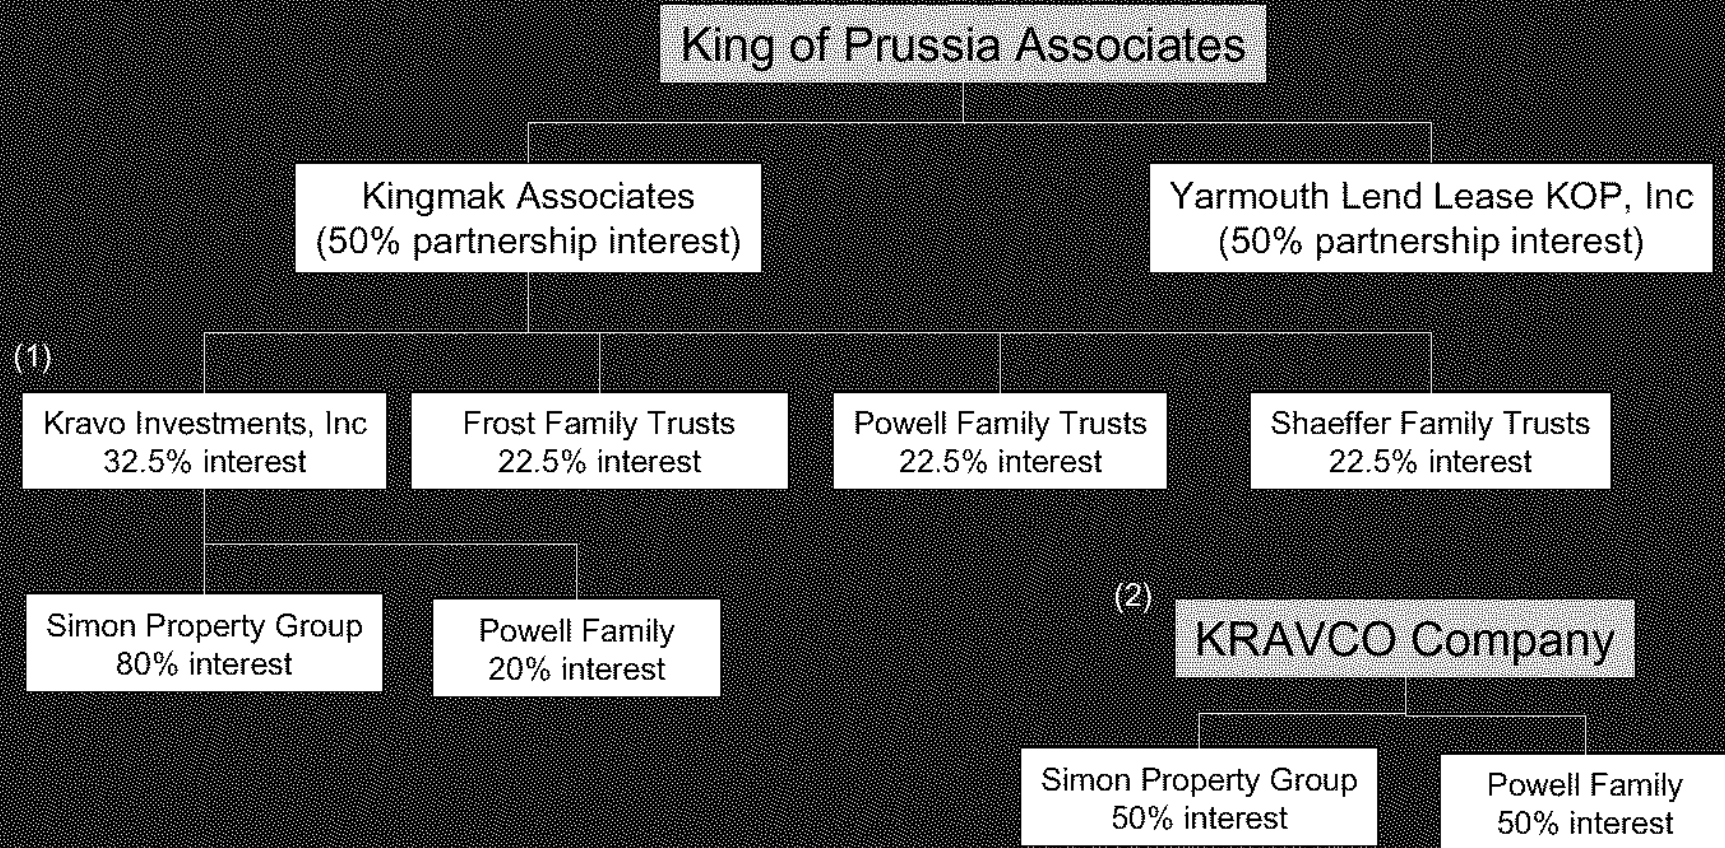 King of Prussia Associates
Kingmak Associates
(50% partnership interest)
Yarmouth Lend Lease KOP, Inc
(50% partnership interest)
(1)
Kravo Investments, Inc
32.5% interest
Frost Family Trusts
22.5% interest
Powell Family Trusts
22.5% interest
Shaeffer Family Trusts
22.5% interest
Simon Property Group
80% interest
Powell Family
20% interest
(2)
KRAVCO Company
Simon Property Group
50% interest
Powell Family
50% interest